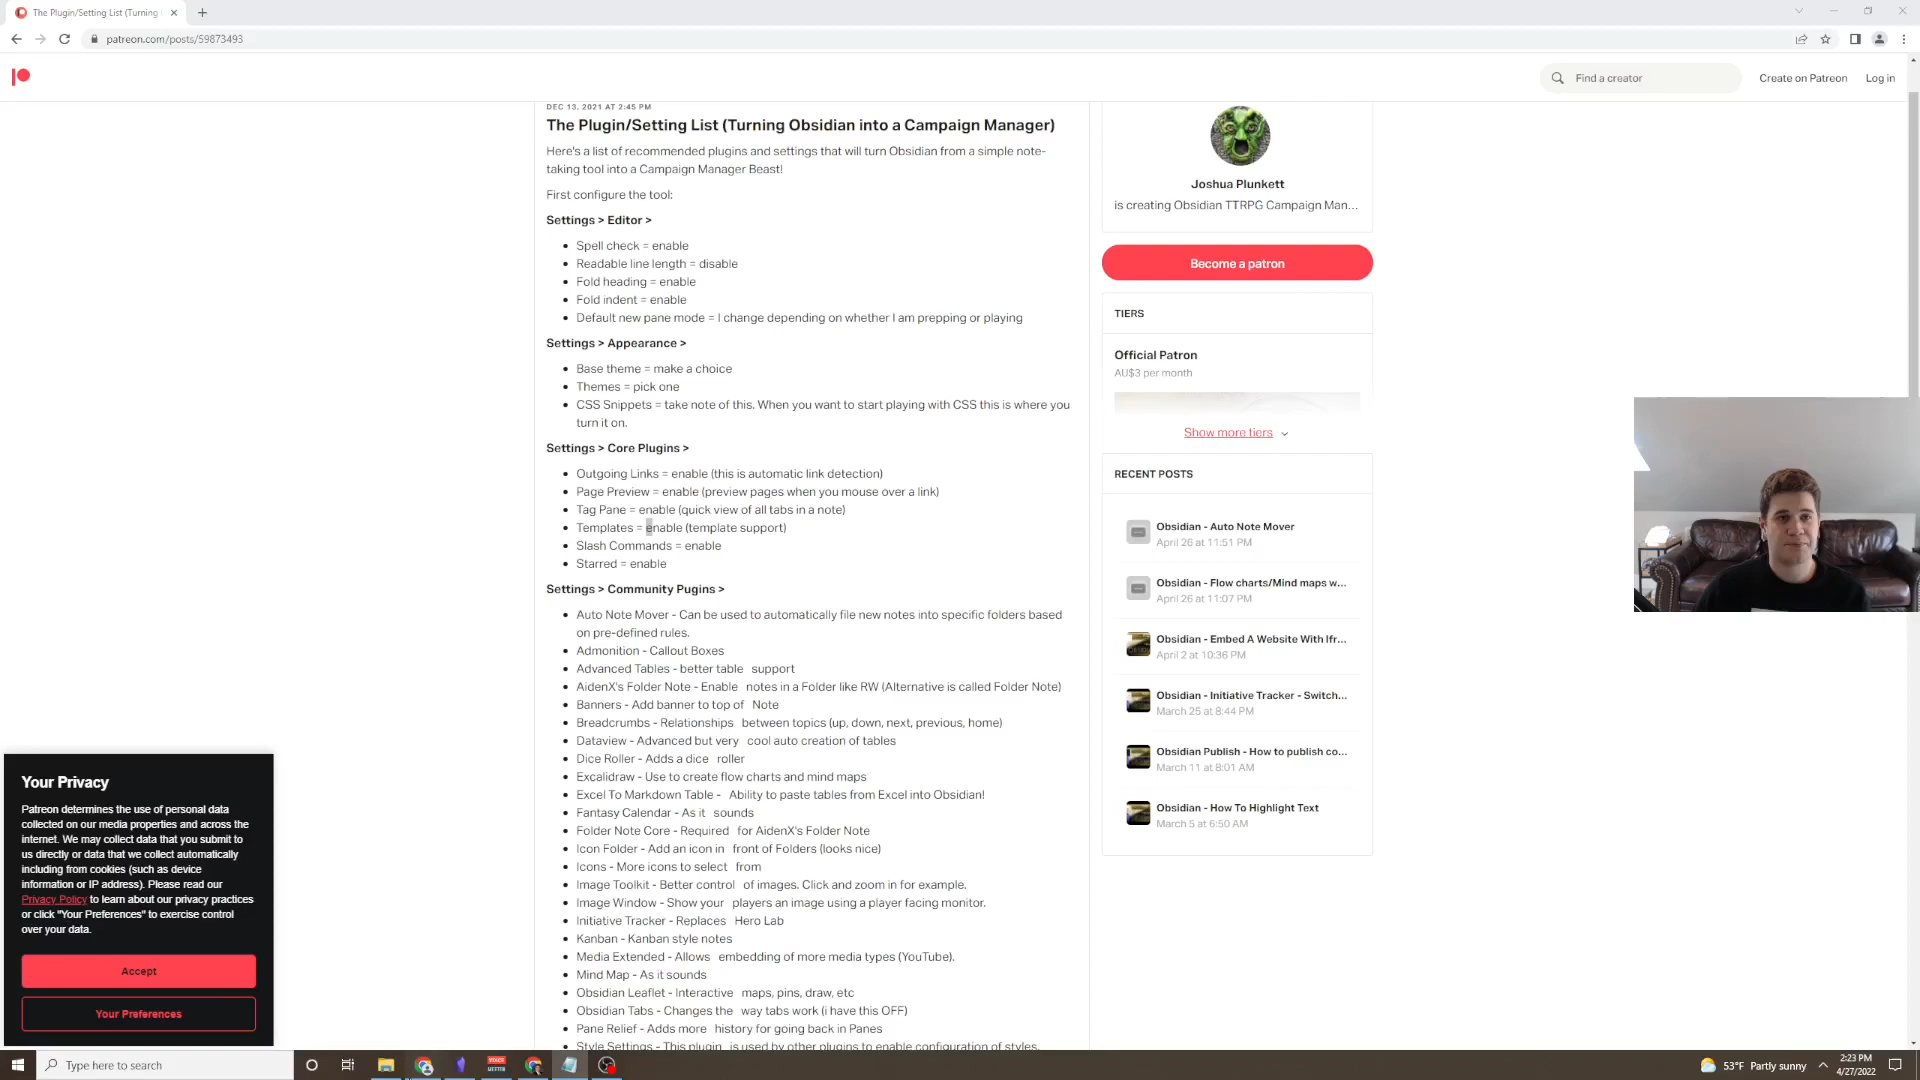 The Plugin/Setting List (Turning
patreon.com/posts/59873493
Find a creator
Create on Patreon
Log in
DEC 13, 2021 AT 2:45 PM
The Plugin/Setting List (Turning Obsidian into a Campaign Manager)
Here's a list of recommended plugins and settings that will turn Obsidian from a simple note-
taking tool into a Campaign Manager Beast!
First configure the tool:
Settings > Editor >
Spell check = enable
Readable line length = disable
Fold heading = enable
Fold indent = enable
Default new pane mode = I change depending on whether I am prepping or playing
Settings > Appearance >
Base theme = make a choice
Themes = pick one
CSS Snippets = take note of this. When you want to start playing with CSS this is where you
turn it on.
Settings > Core Plugins >
Outgoing Links = enable (this is automatic link detection)
Page Preview = enable (preview pages when you mouse over a link)
Tag Pane = enable (quick view of all tabs in a note)
Templates = enable (template support)
Slash Commands = enable
Starred = enable
Settings > Community Pugins >
Auto Note Mover - Can be used to automatically file new notes into specific folders based
on pre-defined rules.
Admonition - Callout Boxes
Advanced Tables - better table support
AidenX's Folder Note - Enable notes in a Folder like RW (Alternative is called Folder Note)
Banners - Add banner to top of Note
Breadcrumbs - Relationships between topics (up, down, next, previous, home)
Dataview - Advanced but very cool auto creation of tables
Dice Roller - Adds a dice roller
Excalidraw - Use to create flow charts and mind maps
Excel To Markdown Table - Ability to paste tables from Excel into Obsidian!
Fantasy Calendar - As it sounds
Folder Note Core - Required for AidenX's Folder Note
Icon Folder - Add an icon in front of Folders (looks nice)
Icons - More icons to select from
Image Toolkit - Better control of images. Click and zoom in for example.
Image Window - Show your players an image using a player facing monitor.
Initiative Tracker - Replaces Hero Lab
Kanban - Kanban style notes
Media Extended - Allows embedding of more media types (YouTube).
Mind Map - As it sounds
Obsidian Leaflet - Interactive maps, pins, draw, etc
Obsidian Tabs - Changes the way tabs work (i have this OFF)
Pane Relief - Adds more history for going back in Panes
Style Settings - This plugin is used by other plugins to enable configuration of styles.
Joshua Plunkett
is creating Obsidian TTRPG Campaign Man...
Become a patron
TIERS
Official Patron
AU$3 per month
Show more tiers
RECENT POSTS
Obsidian - Auto Note Mover
April 26 at 11:51 PM
Obsidian - Flow charts/Mind maps w...
April 26 at 11:07 PM
Obsidian - Embed A Website With Ifr...
April 2 at 10:36 PM
Obsidian - Initiative Tracker - Switch...
March 25 at 8:44 PM
Obsidian Publish - How to publish co...
March 11 at 8:01 AM
Obsidian - How To Highlight Text
March 5 at 6:50 AM
Your Privacy
Patreon determines the use of personal data
collected on our media properties and across the
internet. We may collect data that you submit to
us directly or data that we collect automatically
including from cookies (such as device
information or IP address). Please read our
Privacy Policy to learn about our privacy practices
or click "Your Preferences" to exercise control
over your data.
Accept
Your Preferences
Type here to search
53°F Partly sunny
2:23 PM
4/27/2022